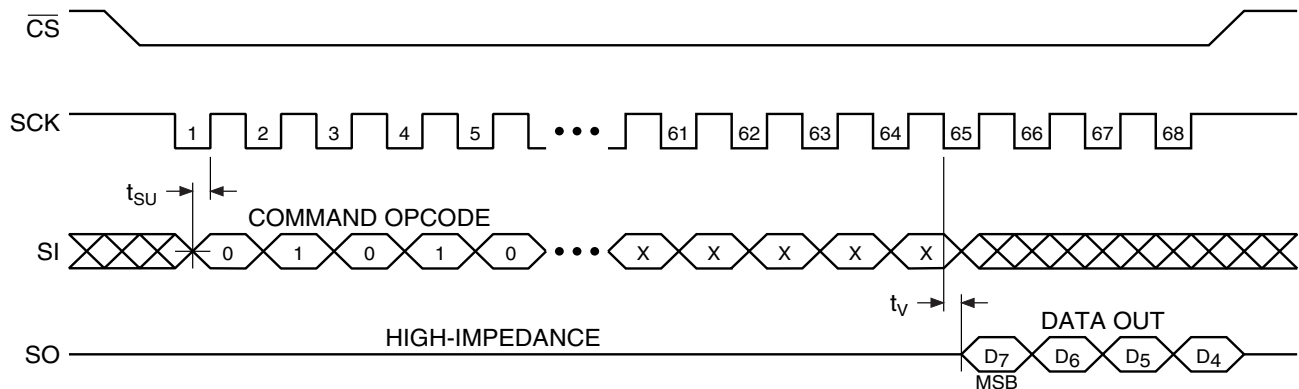 CS
SCK 1 2 3 4 5 ••• 61 62 63 64 65 66 67 68
tSU
COMMAND OPCODE
SI 0 1 0 1 0 ••• X X X X X
tV
HIGH-IMPEDANCE
DATA OUT
SO D7 D6 D5 D4
MSB